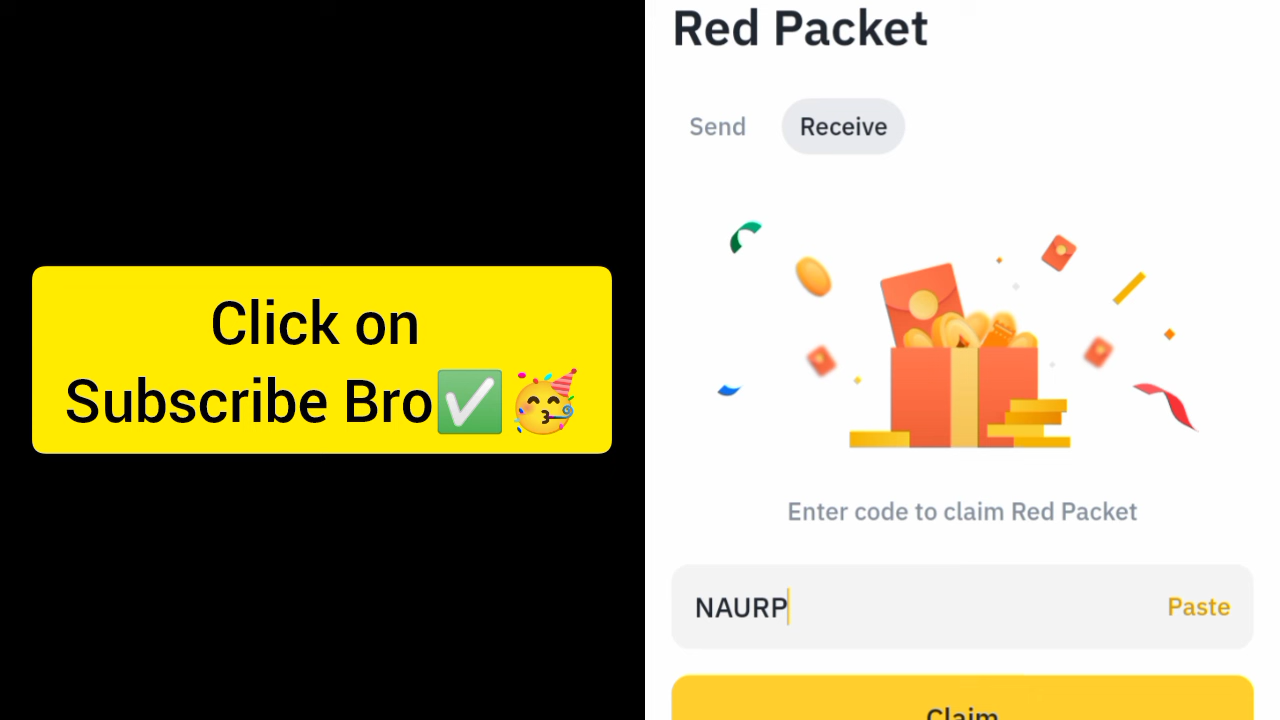 Click on
Subscribe Bro✅🥳
Red Packet
Send
Receive
Enter code to claim Red Packet
NAURP
Paste
Claim